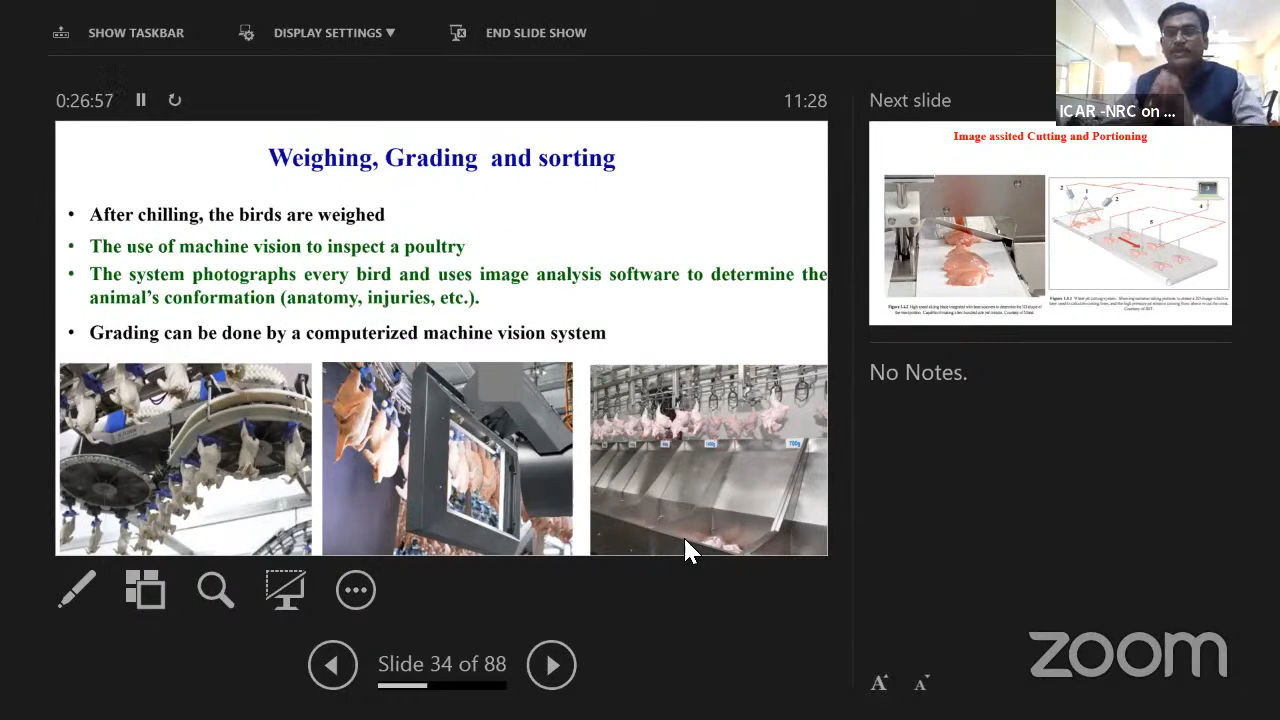 SHOW TASKBAR
DISPLAY SETTINGS ▼
END SLIDE SHOW
0:26:57
11:28
Next slide
ICAR -NRC on ...
Weighing, Grading and sorting
• After chilling, the birds are weighed
• The use of machine vision to inspect a poultry
• The system photographs every bird and uses image analysis software to determine the
animal's conformation (anatomy, injuries, etc.).
• Grading can be done by a computerized machine vision system
700g
Image assited Cutting and Portioning
No Notes.
Slide 34 of 88
A A
zoom